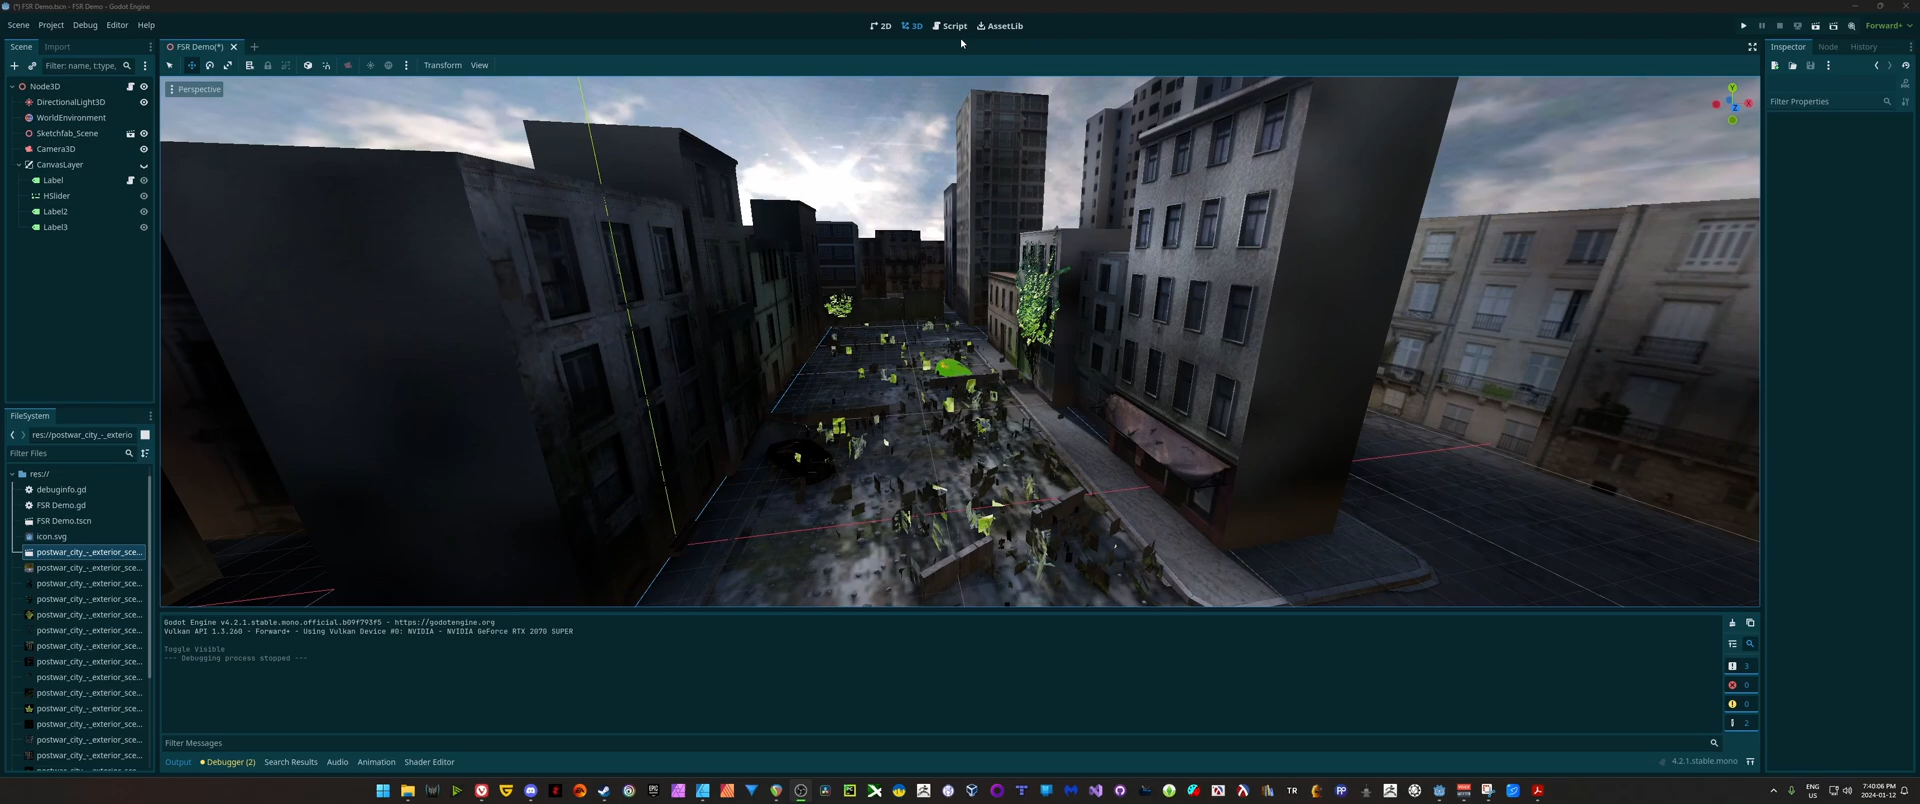 (*) FSR Demo.tscn - FSR Demo - Godot Engine
Scene Project Debug Editor Help
2D 3D Script AssetLib
Forward+
Scene Import
FSR Demo(*)
Inspector Node History
Filter: name, t:type,
Transform View
Node3D
Perspective
DirectionalLight3D
Filter Properties
WorldEnvironment
Sketchfab_Scene
Camera3D
CanvasLayer
Label
HSlider
Label2
Label3
Y
X
Z
FileSystem
res://postwar_city_-_exterio
Filter Files
res://
debuginfo.gd
FSR Demo.gd
FSR Demo.tscn
icon.svg
postwar_city_-_exterior_sce...
postwar_city_-_exterior_sce...
postwar_city_-_exterior_sce...
postwar_city_-_exterior_sce...
postwar_city_-_exterior_sce...
postwar_city_-_exterior_sce...
postwar_city_-_exterior_sce...
postwar_city_-_exterior_sce...
postwar_city_-_exterior_sce...
postwar_city_-_exterior_sce...
postwar_city_-_exterior_sce...
postwar_city_-_exterior_sce...
postwar_city_-_exterior_sce...
postwar_city_-_exterior_sce...
Godot Engine v4.2.1.stable.mono.official.b09f793f5 - https://godotengine.org
Vulkan API 1.3.260 - Forward+ - Using Vulkan Device #0: NVIDIA - NVIDIA GeForce RTX 2070 SUPER
Toggle Visible
--- Debugging process stopped ---
3
0
0
2
Filter Messages
Output Debugger (2) Search Results Audio Animation Shader Editor
4.2.1.stable.mono
EPIC
TR
PP
ENG
US
7:40:06 PM
2024-01-12